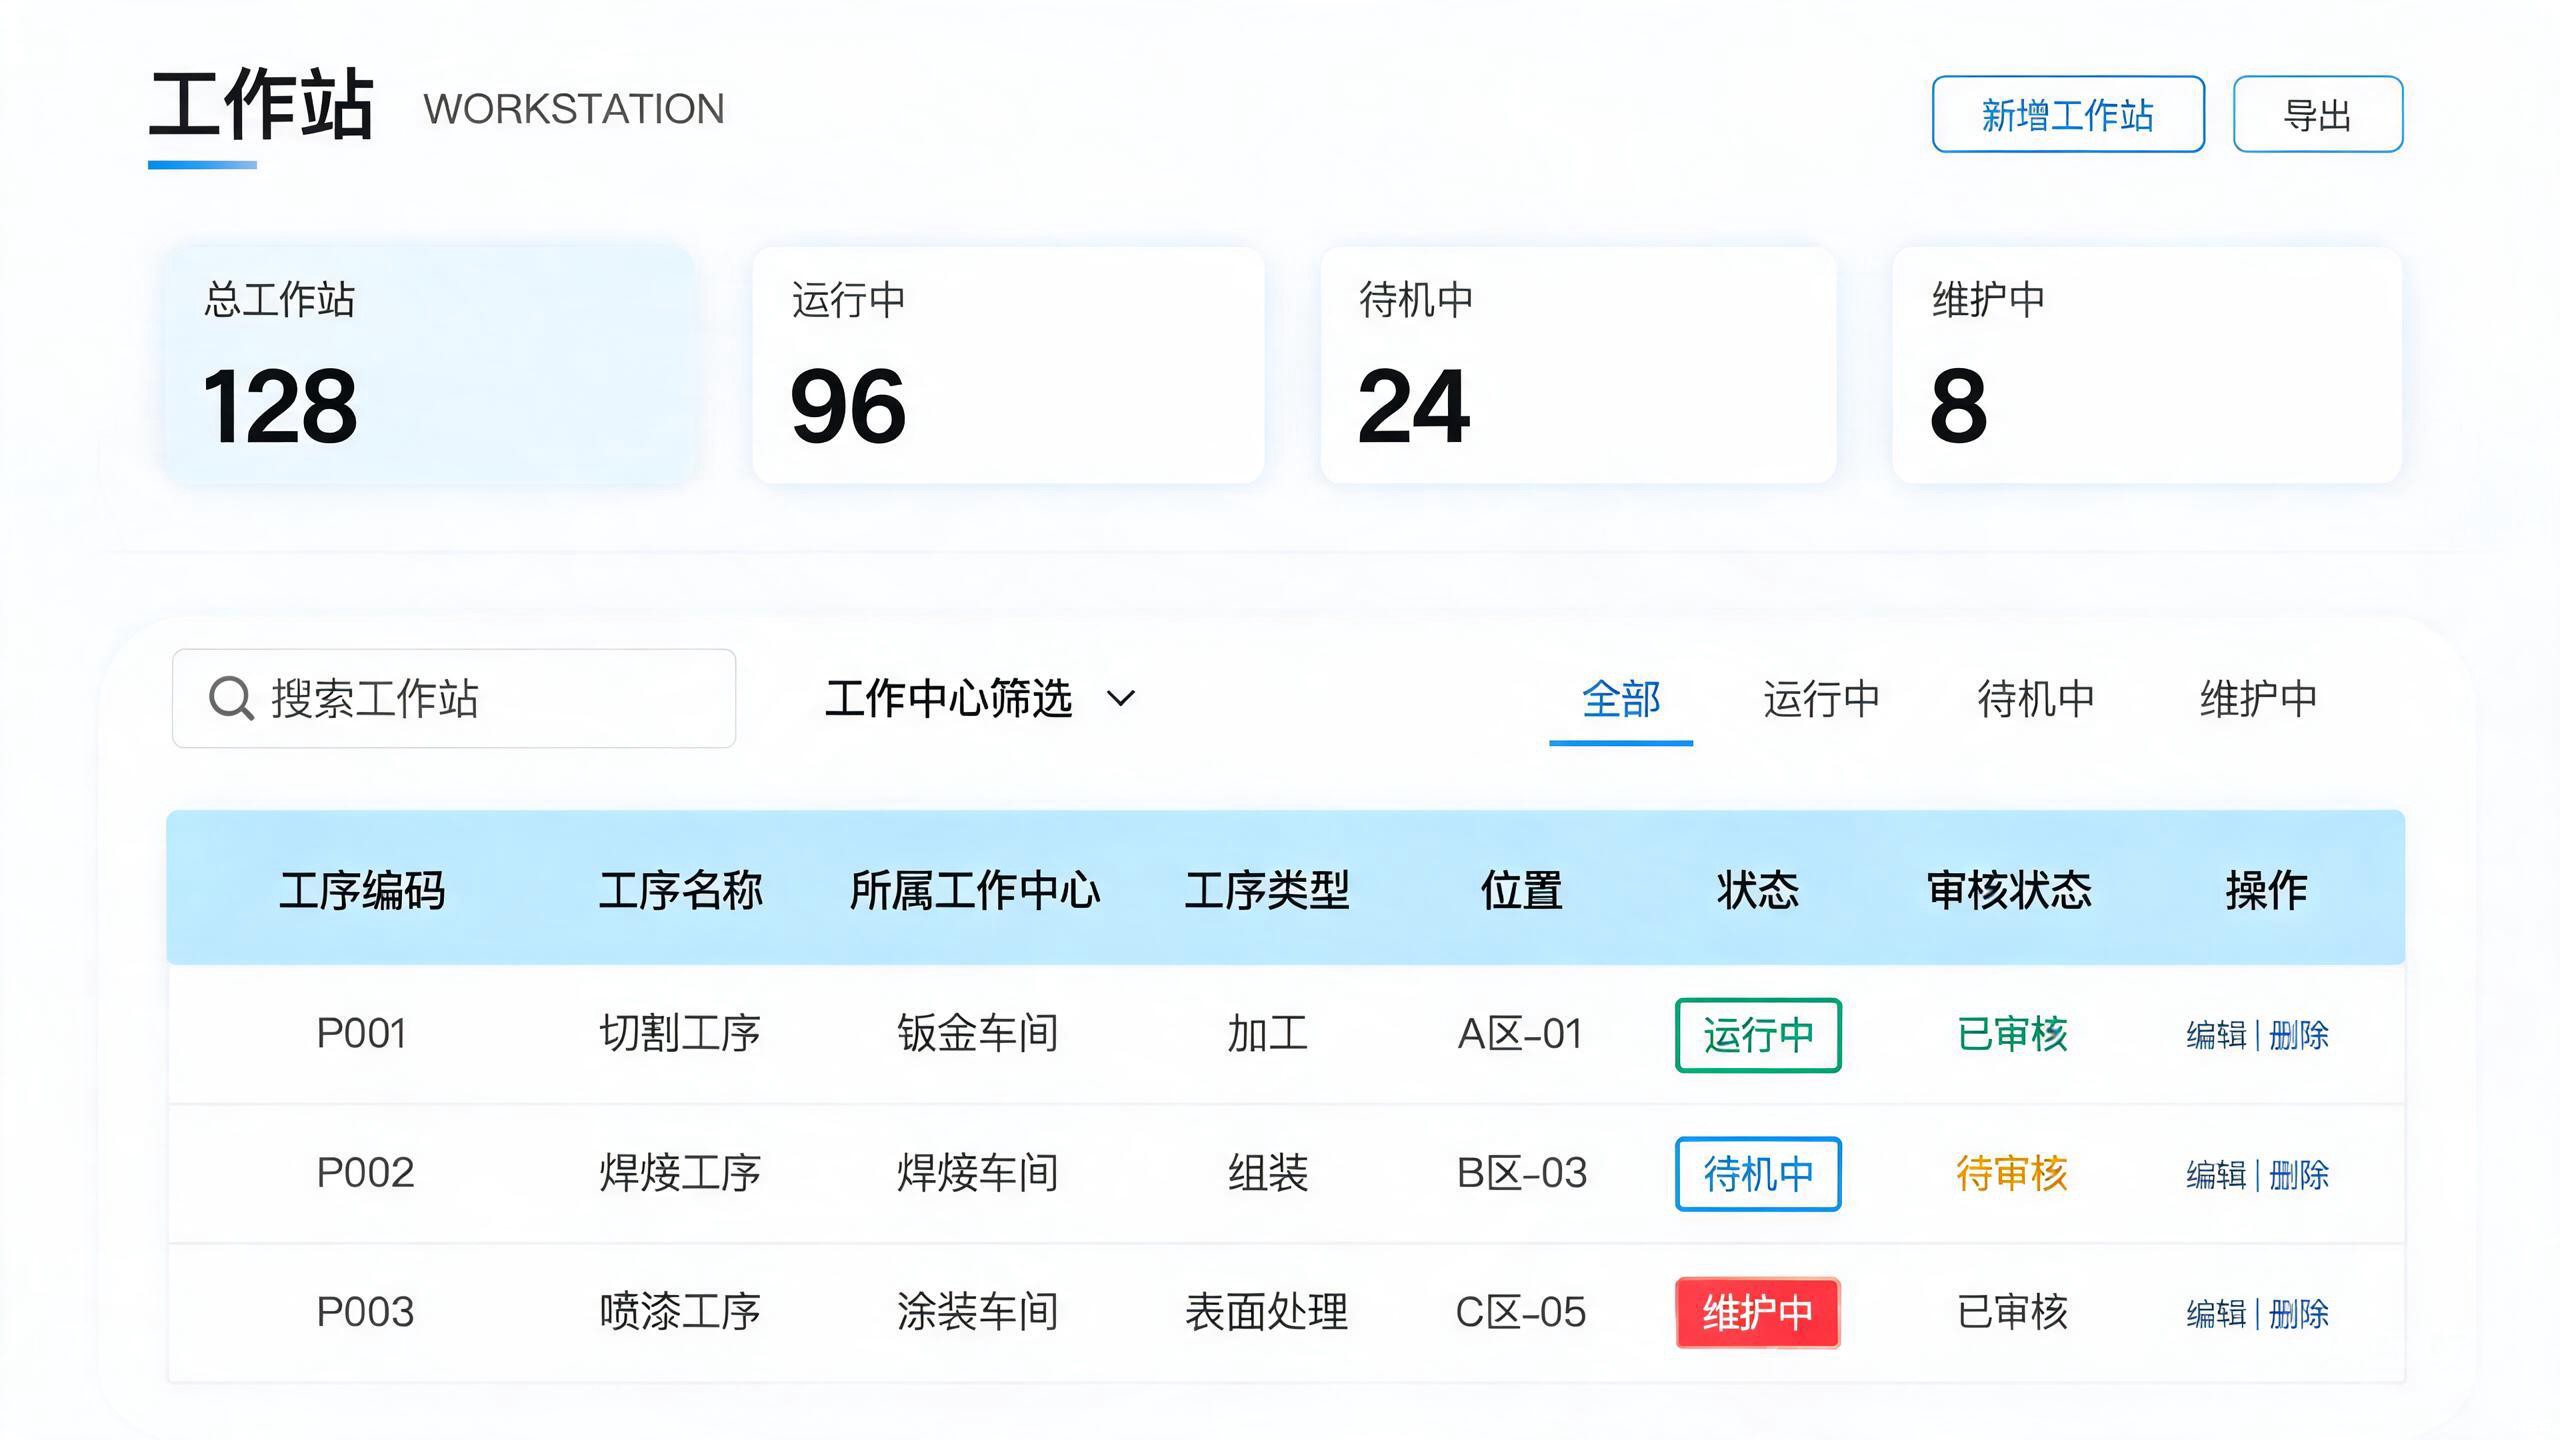 工作站 WORKSTATION
新增工作站 导出
总工作站 运行中 待机中 维护中
128 96 24 8
搜索工作站 工作中心筛选 全部 运行中 待机中 维护中
工序编码 工序名称 所属工作中心 工序类型 位置 状态 审核状态 操作
P001 切割工序 钣金车间 加工 A区-01 运行中 已审核 编辑 | 删除
P002 焊接工序 焊接车间 组装 B区-03 待机中 待审核 编辑 | 删除
P003 喷漆工序 涂装车间 表面处理 C区-05 维护中 已审核 编辑 | 删除